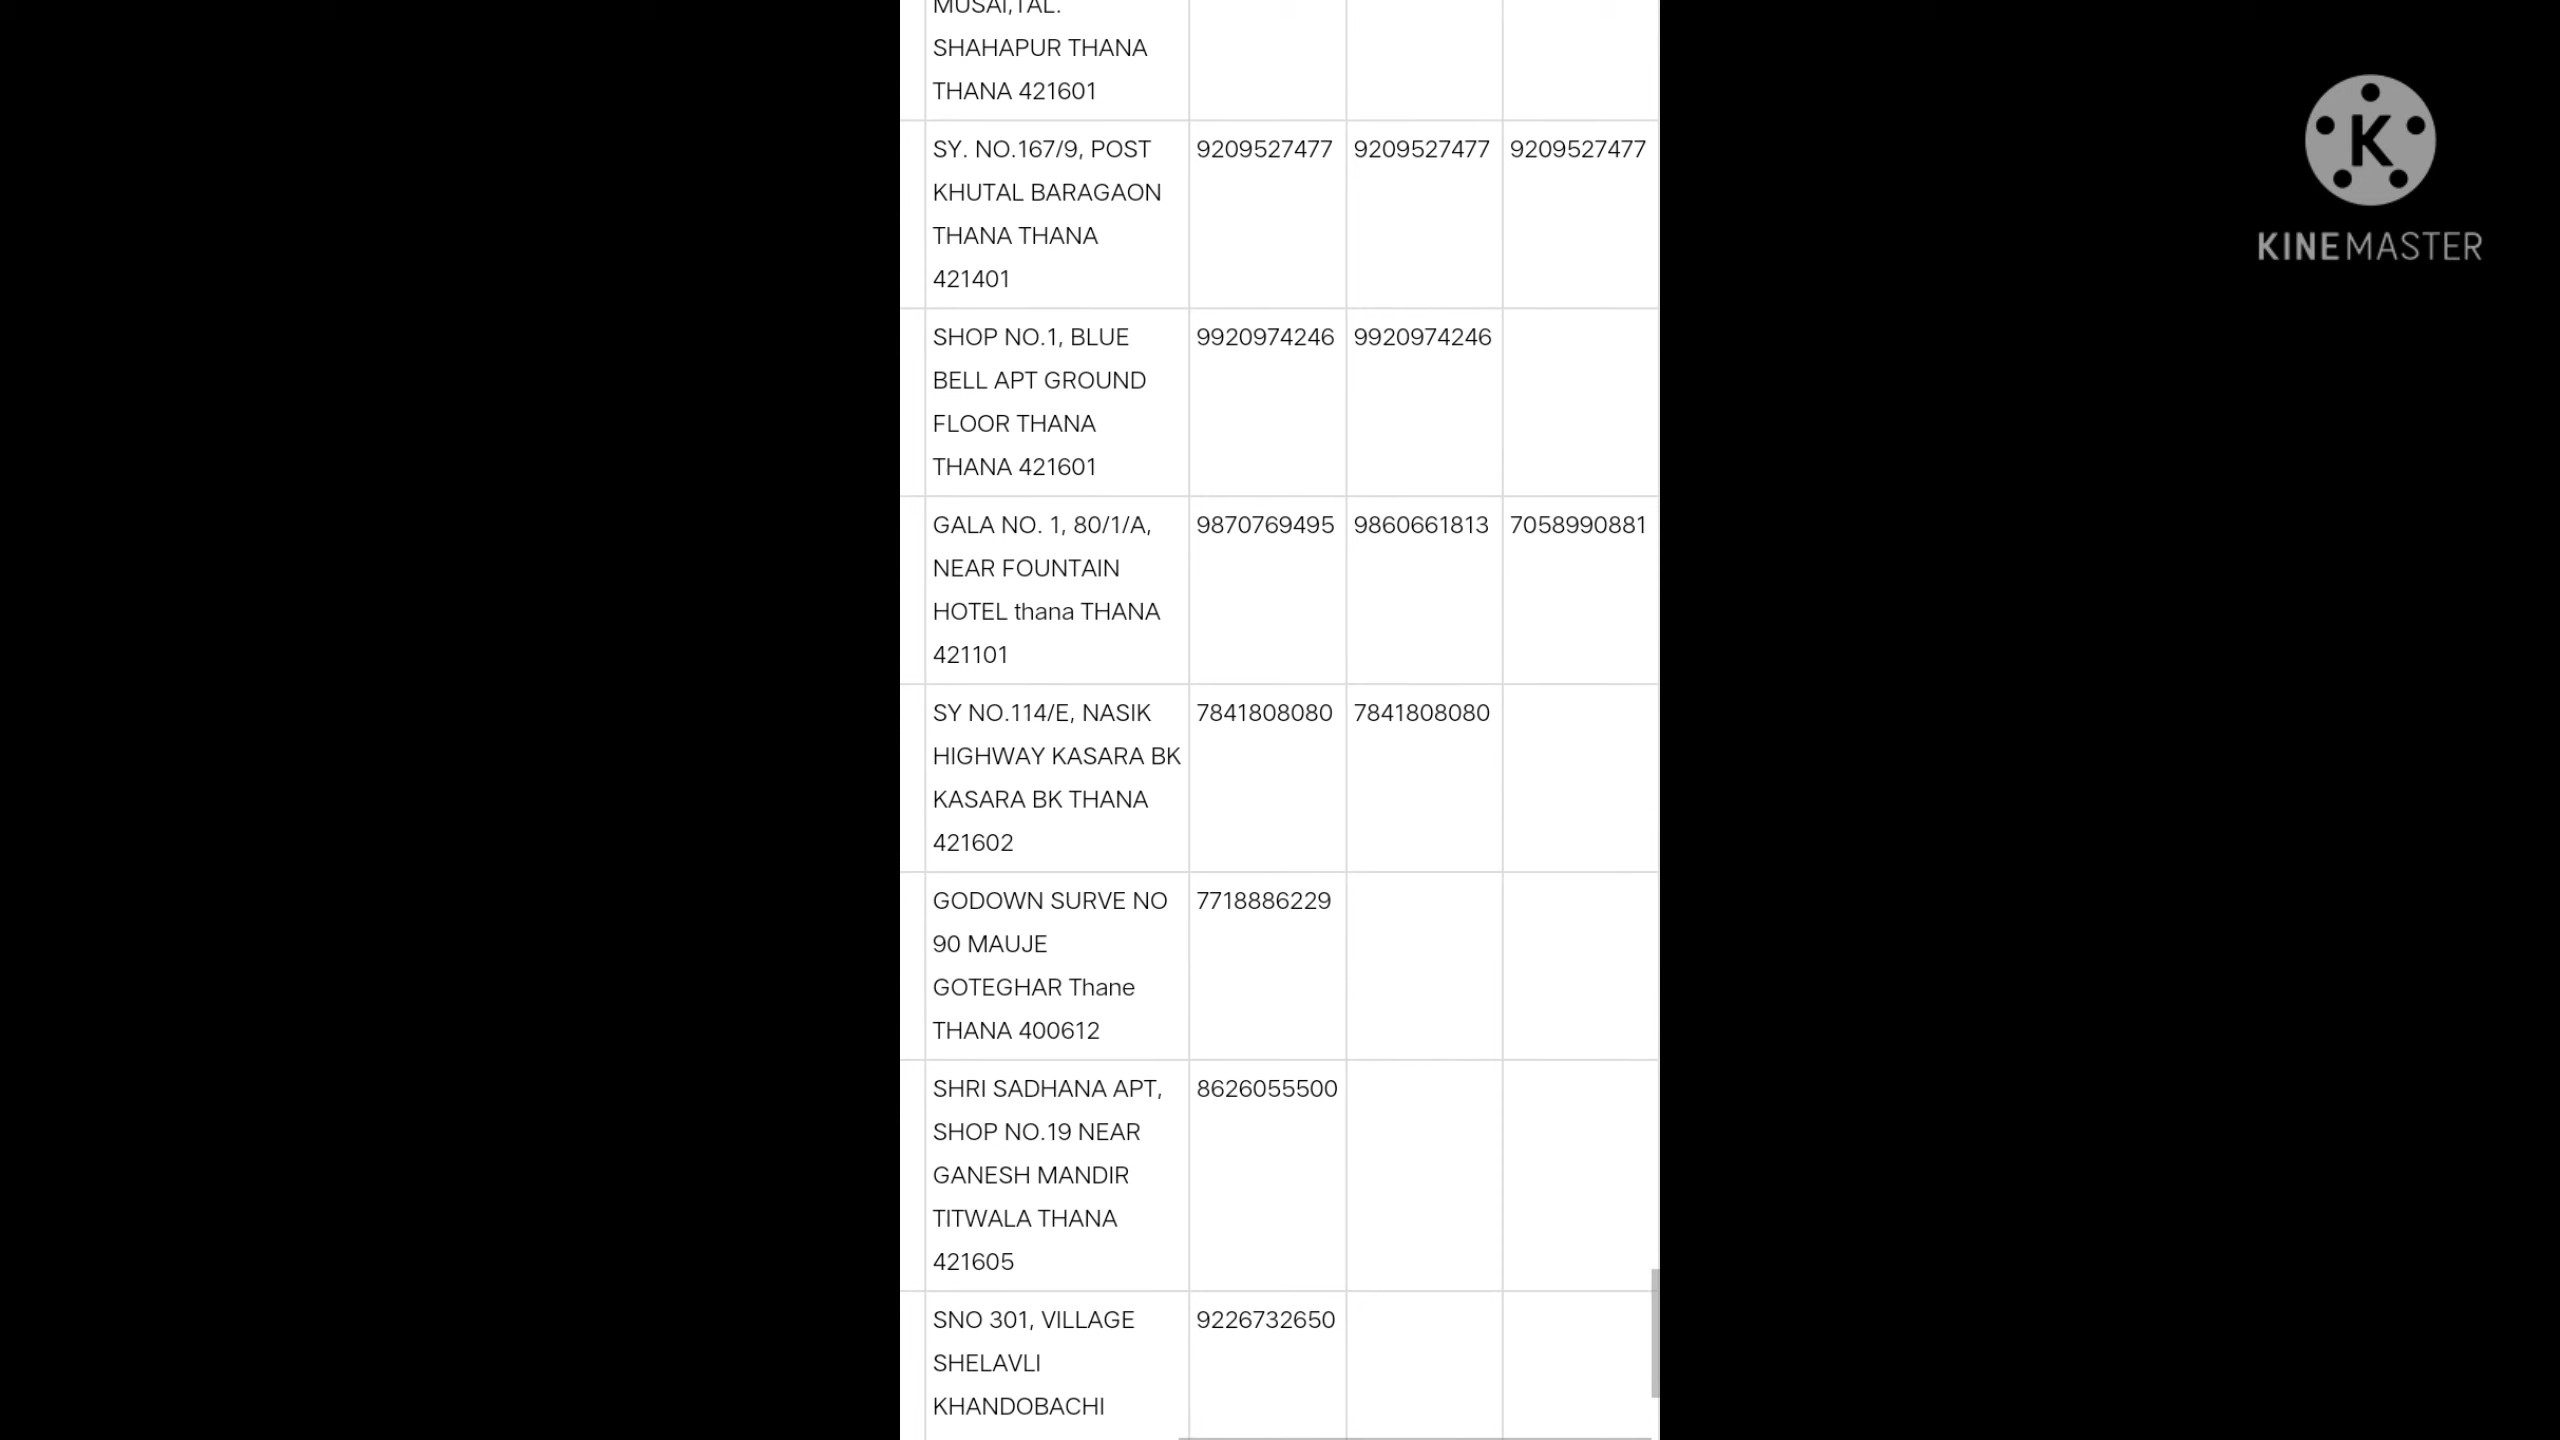 MUSAI,TAL.
SHAHAPUR THANA
THANA 421601
SY. NO.167/9, POST 9209527477 9209527477 9209527477
KHUTAL BARAGAON
THANA THANA
421401
SHOP NO.1, BLUE 9920974246 9920974246
BELL APT GROUND
FLOOR THANA
THANA 421601
GALA NO. 1, 80/1/A, 9870769495 9860661813 7058990881
NEAR FOUNTAIN
HOTEL thana THANA
421101
SY NO.114/E, NASIK 7841808080 7841808080
HIGHWAY KASARA BK
KASARA BK THANA
421602
GODOWN SURVE NO 7718886229
90 MAUJE
GOTEGHAR Thane
THANA 400612
SHRI SADHANA APT, 8626055500
SHOP NO.19 NEAR
GANESH MANDIR
TITWALA THANA
421605
SNO 301, VILLAGE 9226732650
SHELAVLI
KHANDOBACHI
K
KINEMASTER